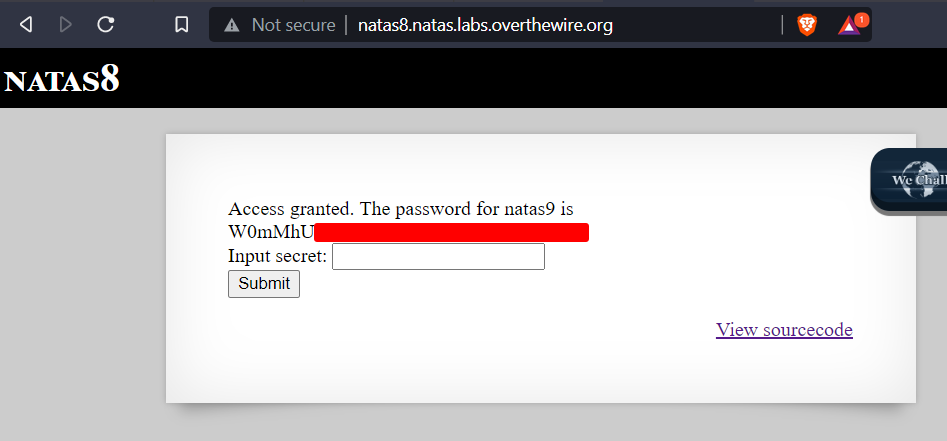 Not secure | natas8.natas.labs.overthewire.org
1
NATAS8
We Chall
Access granted. The password for natas9 is
W0mMhU
Input secret:
Submit
View sourcecode